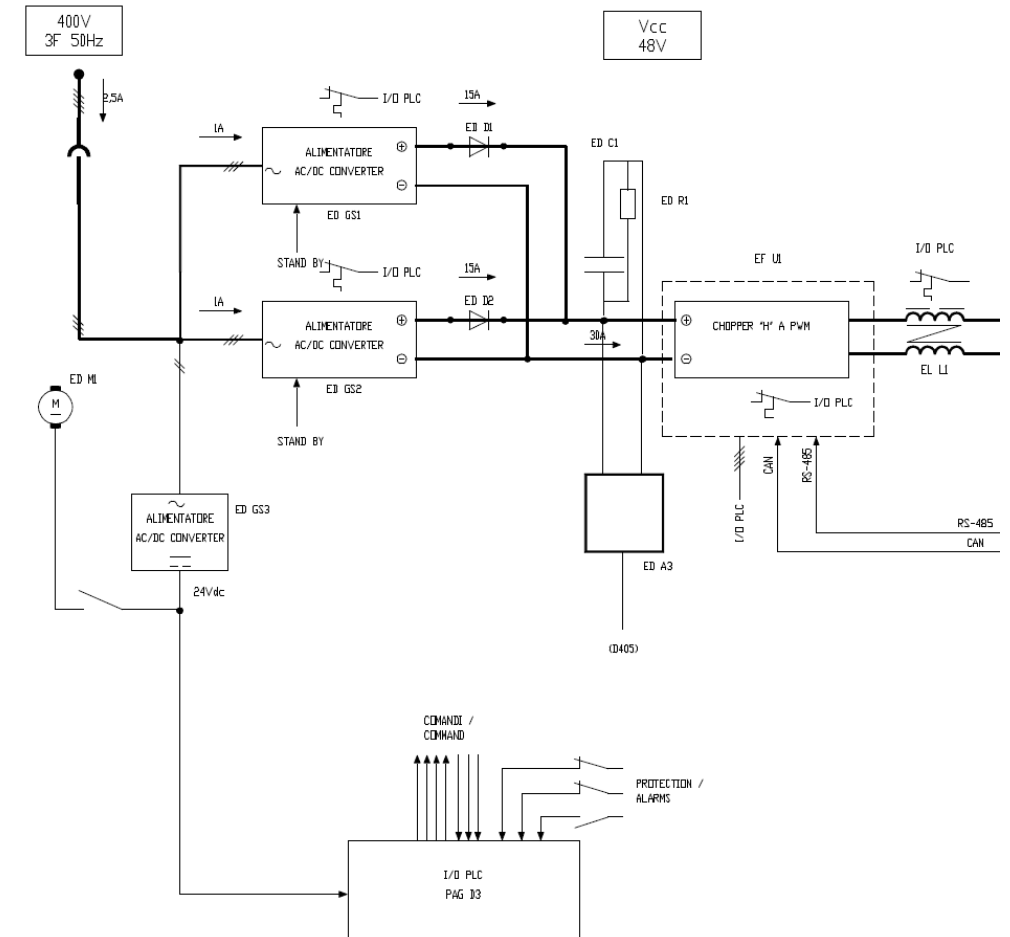 400V
3F 50Hz
Vcc
48V
2,5A
I/O PLC
15A
1A
ED D1
ED C1
ALIMENTATORE
AC/DC CONVERTER
ED R1
ED GS1
STAND BY
I/O PLC
15A
I/O PLC
EF U1
1A
ED D2
ALIMENTATORE
AC/DC CONVERTER
30A
CHOPPER "H" A PWM
EL L1
ED M1
M
ED GS2
I/O PLC
STAND BY
CAN
RS-485
I/O PLC
ED GS3
ALIMENTATORE
AC/DC CONVERTER
RS-485
CAN
ED A3
24Vdc
(D405)
COMANDI /
COMMAND
PROTECTION /
ALARMS
I/O PLC
PAG D3